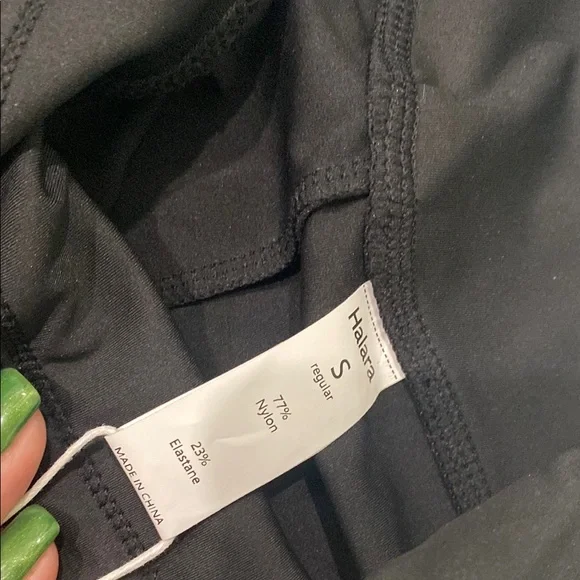 Halara
S
regular
77%
Nylon
23%
Elastane
MADE IN CHINA